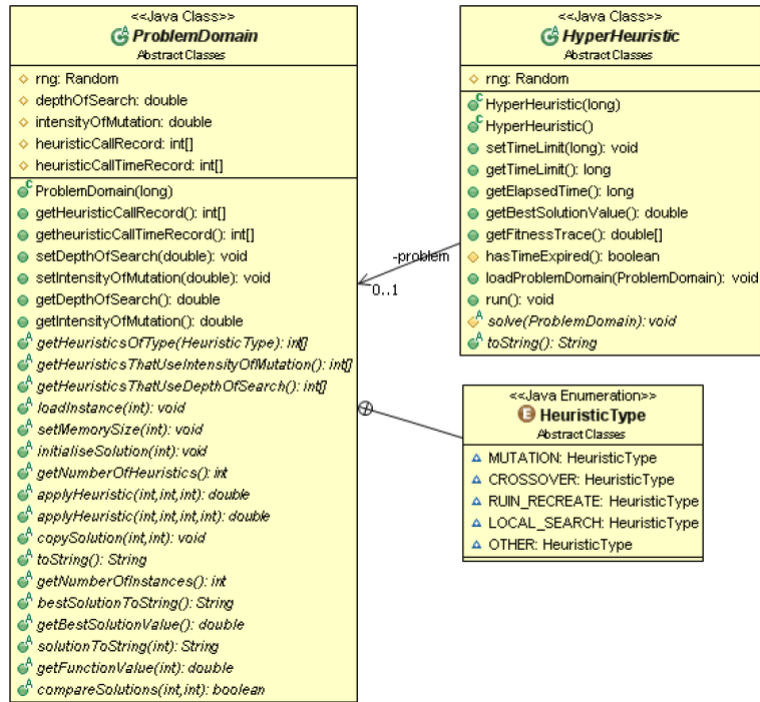 <<Java Class>>
ProblemDomain
AbstractClasses
rng: Random
depthOfSearch: double
intensityOfMutation: double
heuristicCallRecord: int[]
heuristicCallTimeRecord: int[]
ProblemDomain(long)
getHeuristicCallRecord(): int[]
getheuristicCallTimeRecord(): int[]
setDepthOfSearch(double): void
setIntensityOfMutation(double): void
getDepthOfSearch(): double
getIntensityOfMutation(): double
getHeuristicsOfType(HeuristicType): int[]
getHeuristicsThatUseIntensityOfMutation(): int[]
getHeuristicsThatUseDepthOfSearch(): int[]
loadInstance(int): void
setMemorySize(int): void
initialiseSolution(int): void
getNumberOfHeuristics(): int
applyHeuristic(int,int,int): double
applyHeuristic(int,int,int,int): double
copySolution(int,int): void
toString(): String
getNumberOfInstances(): int
bestSolutionToString(): String
getBestSolutionValue(): double
solutionToString(int): String
getFunctionValue(int): double
compareSolutions(int,int): boolean
-problem
0..1
<<Java Class>>
HyperHeuristic
AbstractClasses
rng: Random
HyperHeuristic(long)
HyperHeuristic()
setTimeLimit(long): void
getTimeLimit(): long
getElapsedTime(): long
getBestSolutionValue(): double
getFitnessTrace(): double[]
hasTimeExpired(): boolean
loadProblemDomain(ProblemDomain): void
run(): void
solve(ProblemDomain): void
toString(): String
<<Java Enumeration>>
HeuristicType
AbstractClasses
MUTATION: HeuristicType
CROSSOVER: HeuristicType
RUIN_RECREATE: HeuristicType
LOCAL_SEARCH: HeuristicType
OTHER: HeuristicType